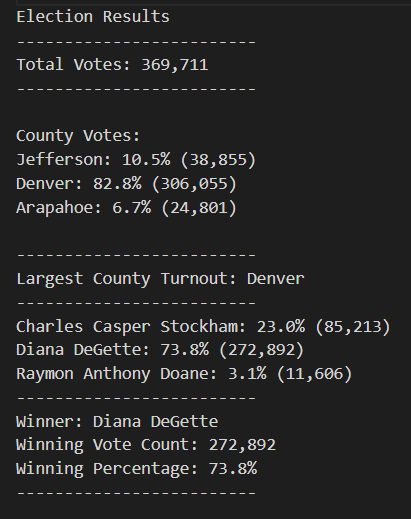 Election Results
-------------------------
Total Votes: 369,711
-------------------------
County Votes:
Jefferson: 10.5% (38,855)
Denver: 82.8% (306,055)
Arapahoe: 6.7% (24,801)
-------------------------
Largest County Turnout: Denver
-------------------------
Charles Casper Stockham: 23.0% (85,213)
Diana DeGette: 73.8% (272,892)
Raymon Anthony Doane: 3.1% (11,606)
-------------------------
Winner: Diana DeGette
Winning Vote Count: 272,892
Winning Percentage: 73.8%
-------------------------